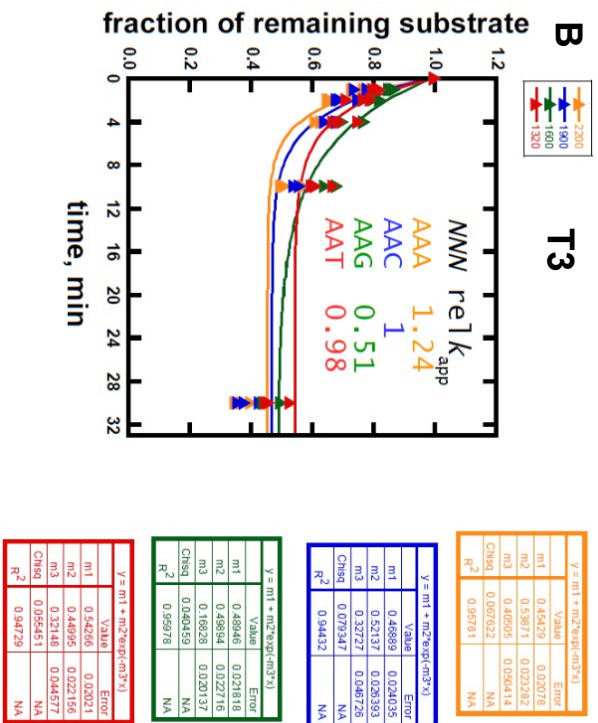 B
T3
2200
1900
1600
1320
fraction of remaining substrate
1.2
1.0
0.8
0.6
0.4
0.2
0.0
0 4 8 12 16 20 24 28 32
time, min
NNN relk app
AAA 1.24
AAC 1
AAG 0.51
AAT 0.98
y = m1 + m2*exp(-m3*x)
Value Error
m1 0.45429 0.02078
m2 0.53871 0.023282
m3 0.40505 0.050414
Chisq 0.067622 NA
R2 0.95781 NA
y = m1 + m2*exp(-m3*x)
Value Error
m1 0.46889 0.024035
m2 0.52137 0.026393
m3 0.32727 0.048726
Chisq 0.079347 NA
R2 0.94432 NA
y = m1 + m2*exp(-m3*x)
Value Error
m1 0.48946 0.021818
m2 0.49894 0.022716
m3 0.16828 0.020137
Chisq 0.040459 NA
R2 0.95978 NA
y = m1 + m2*exp(-m3*x)
Value Error
m1 0.54266 0.02021
m2 0.44995 0.022156
m3 0.32148 0.044577
Chisq 0.055451 NA
R2 0.94729 NA